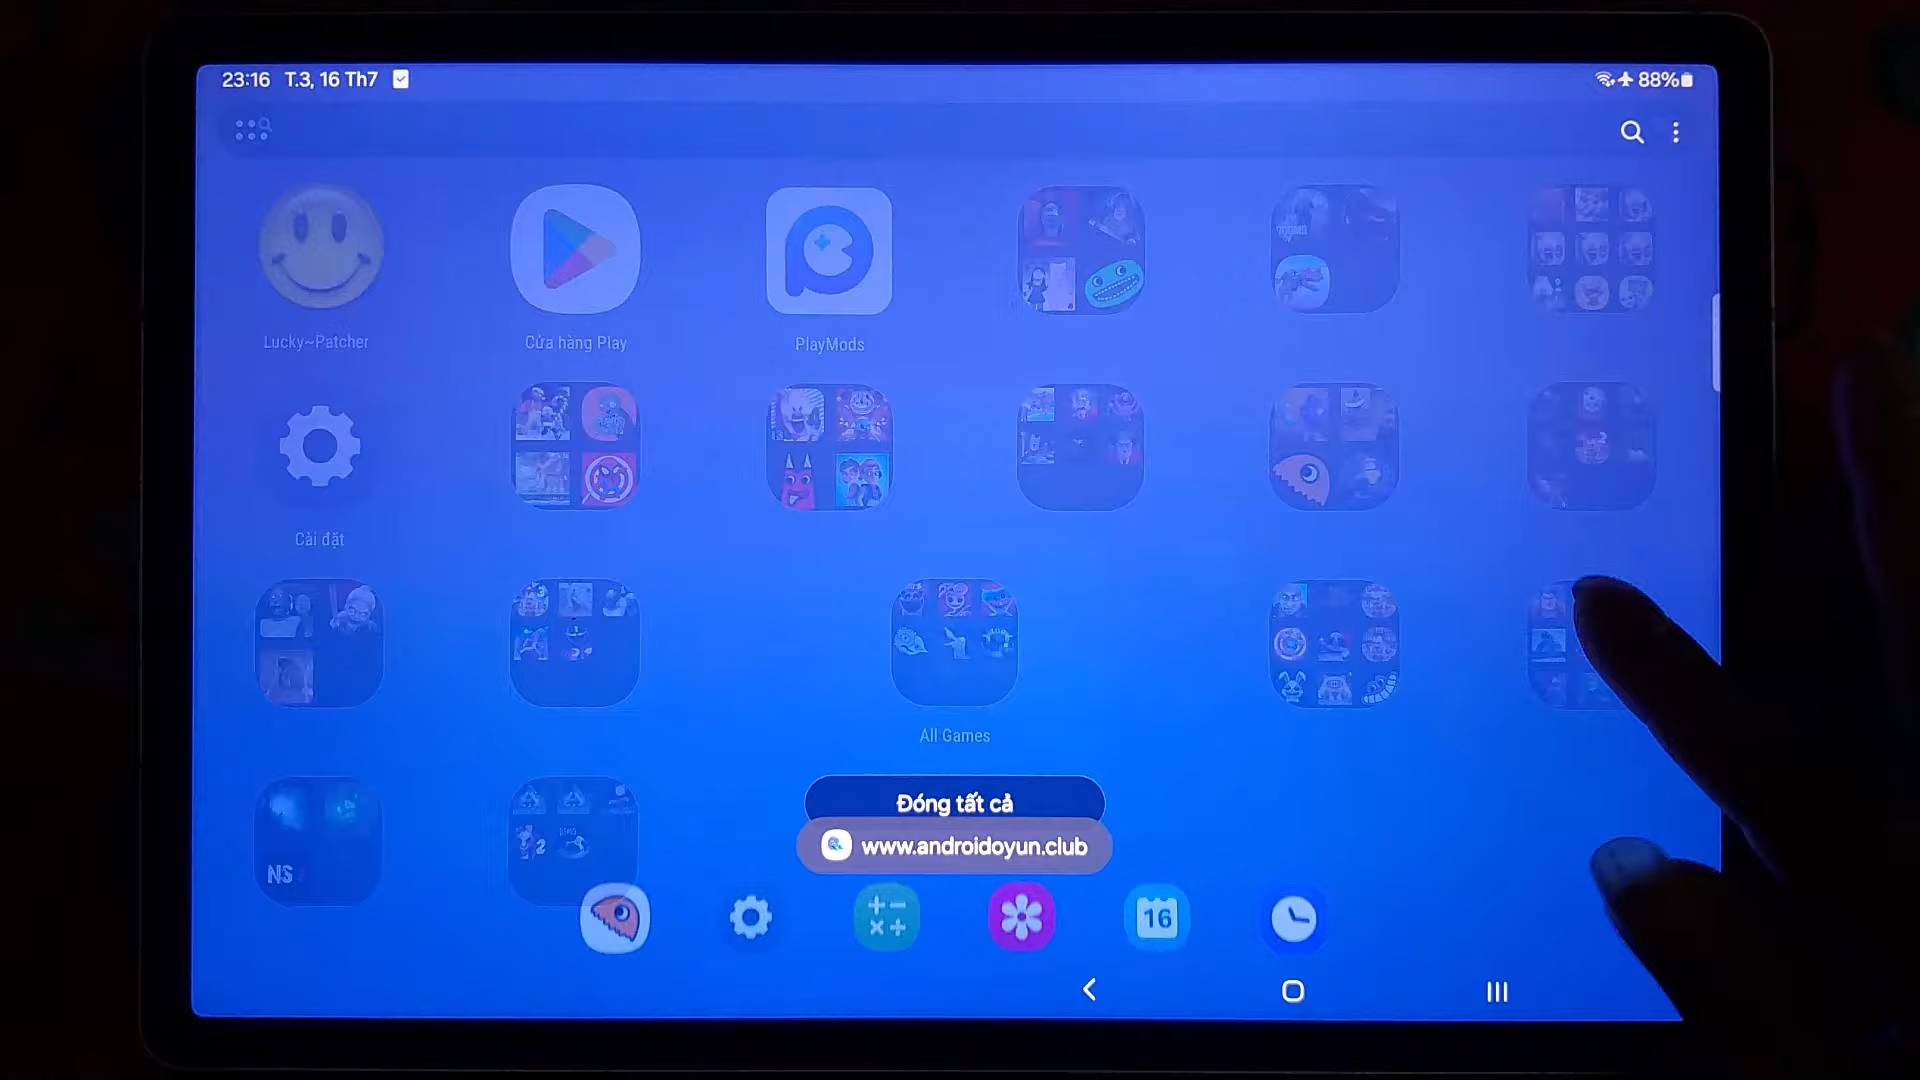 23:16 T.3, 16 Th7
88%
Lucky~Patcher
Cửa hàng Play
PlayMods
Cài đặt
All Games
NS
2
Đóng tất cả
www.androidoyun.club
16